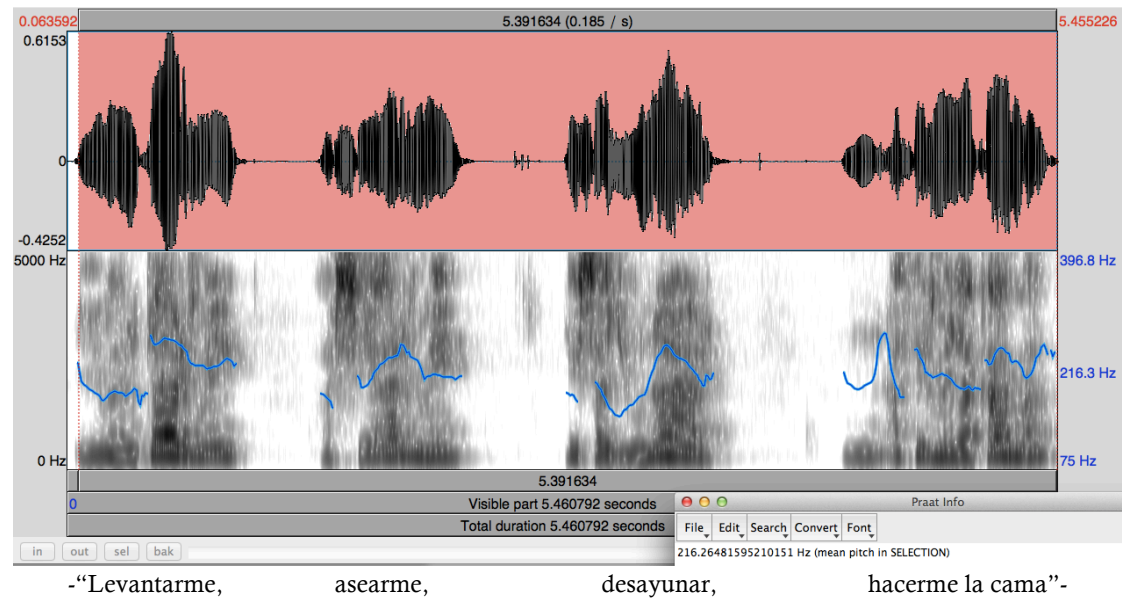 0.063592 5.391634 (0.185 / s) 5.455226
0.6153
0
-0.4252
5000 Hz 396.8 Hz
216.3 Hz
0 Hz 75 Hz
5.391634
0 Visible part 5.460792 seconds
Total duration 5.460792 seconds
Praat Info
File Edit Search Convert Font
216.26481595210151 Hz (mean pitch in SELECTION)
in out sel bak
-“Levantarme, asearme, desayunar, hacerme la cama”-